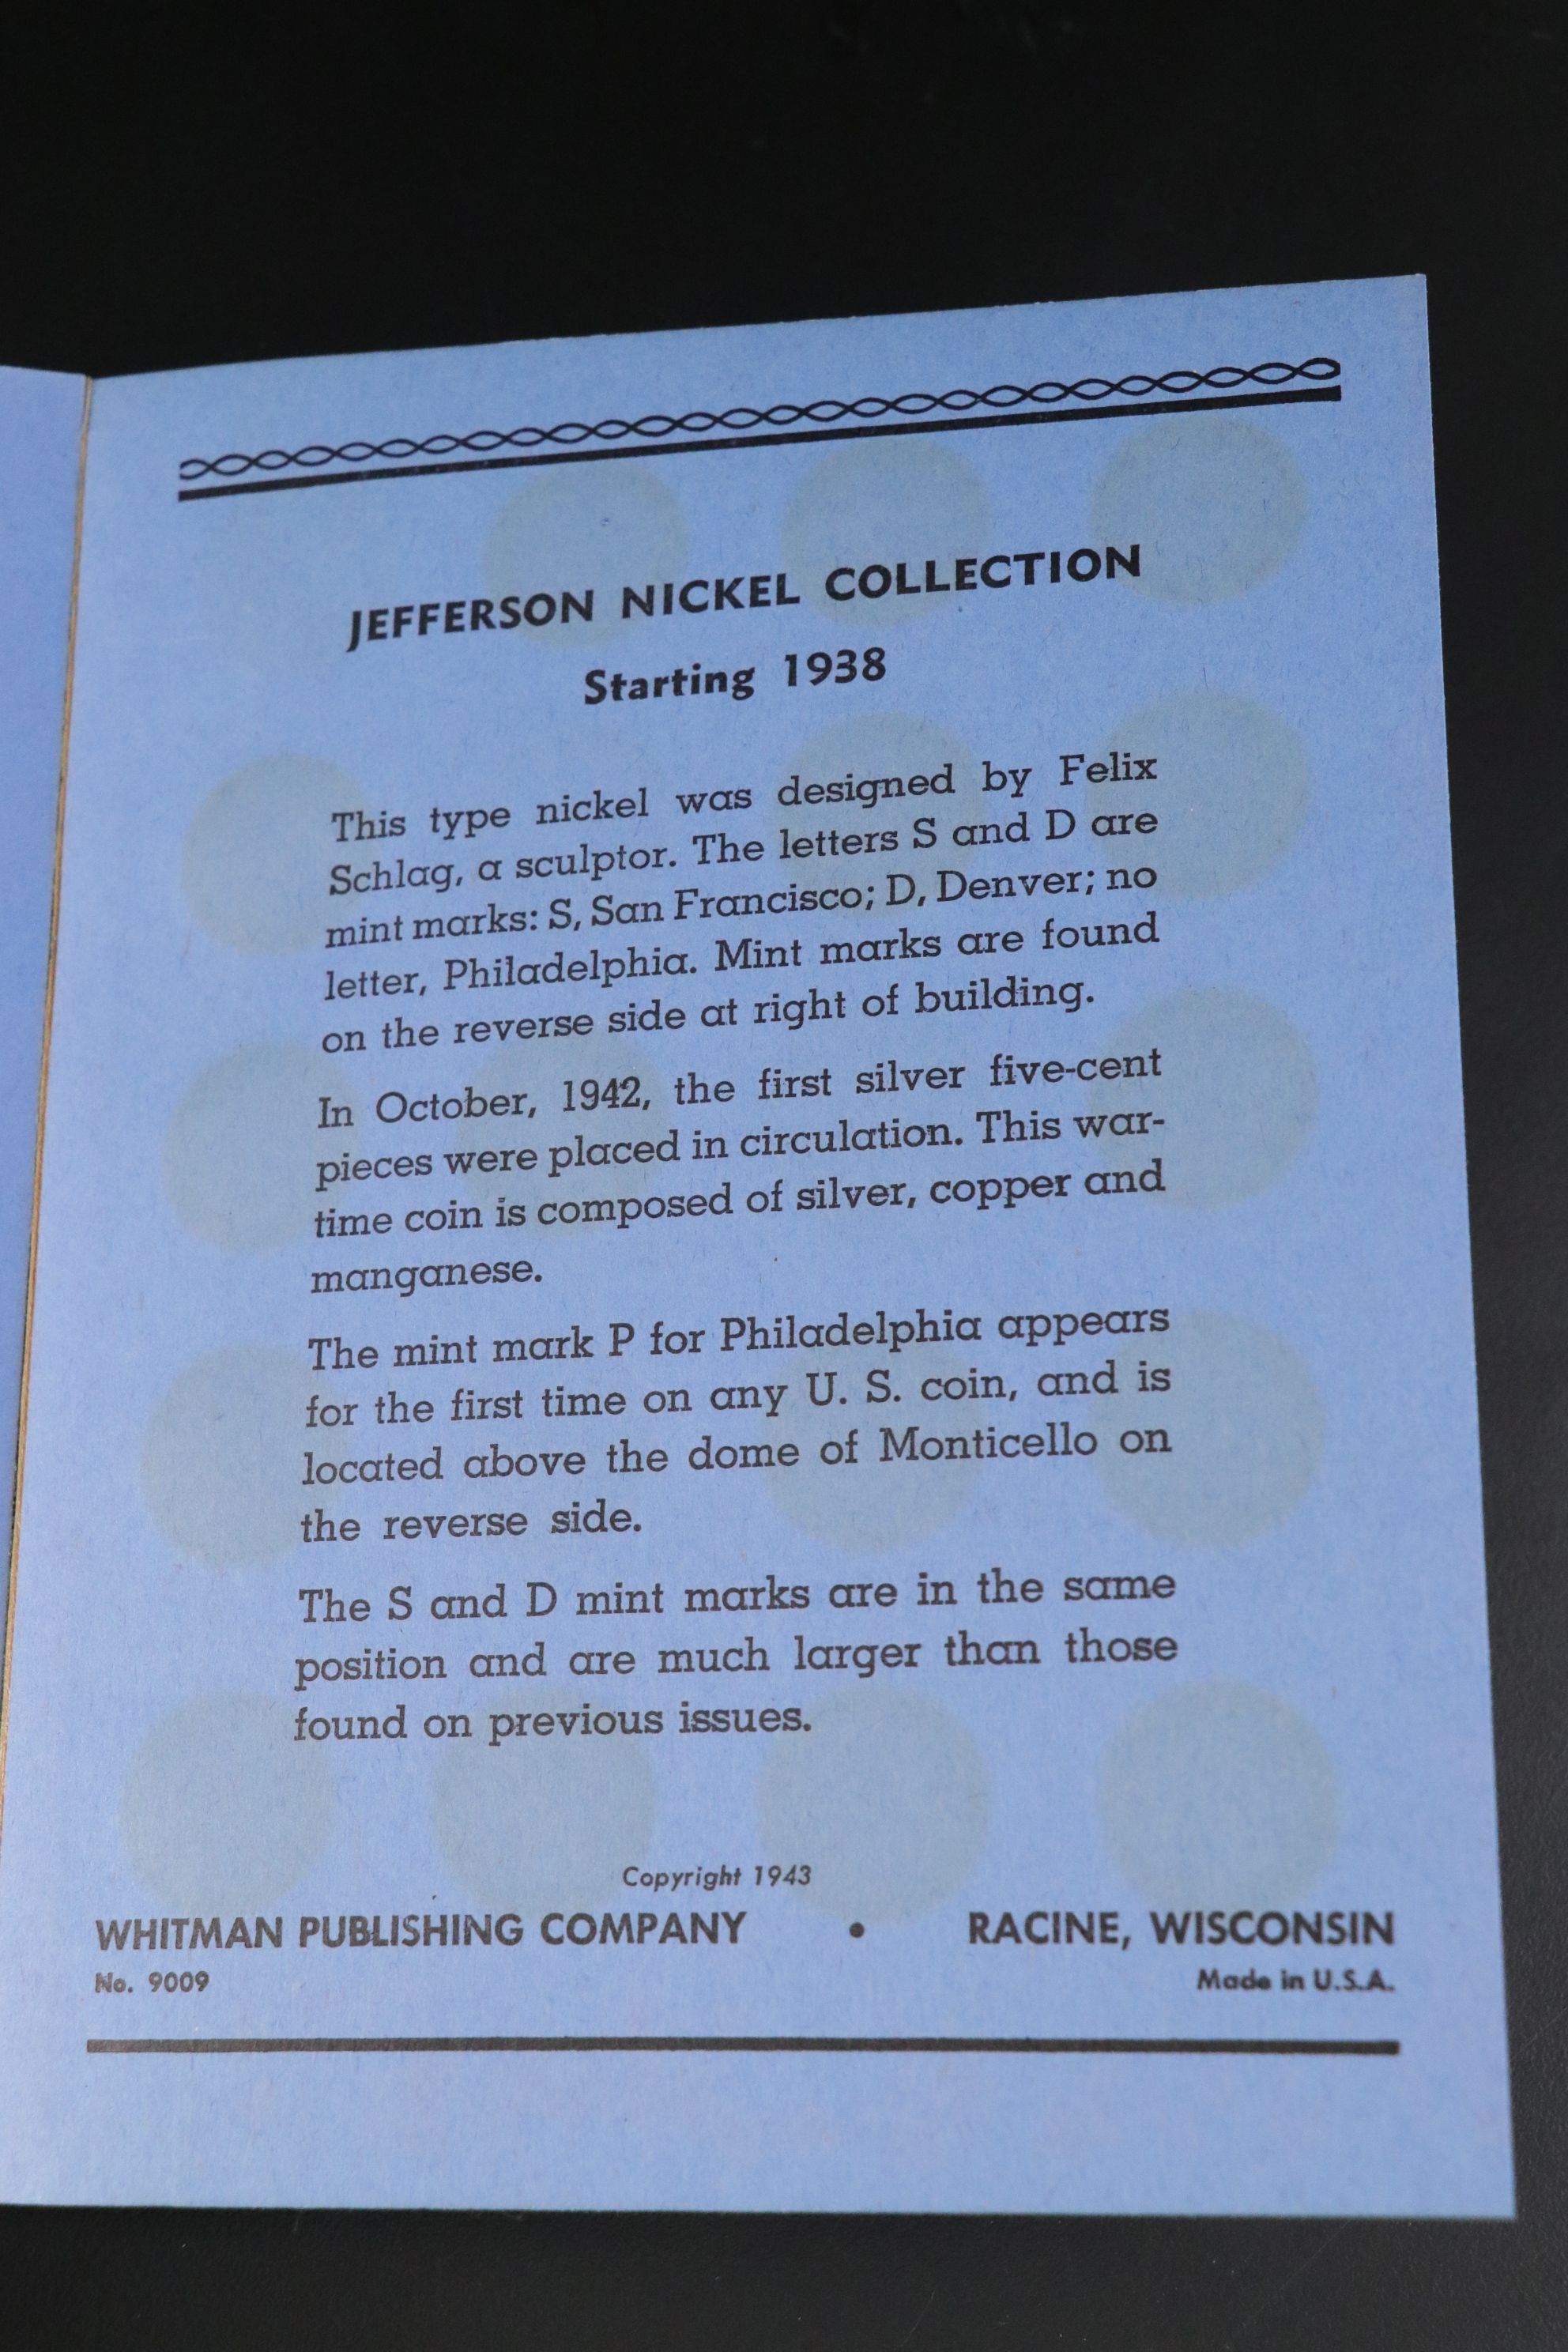 JEFFERSON NICKEL COLLECTION
Starting 1938
This type nickel was designed by Felix
Schlag, a sculptor. The letters S and D are
mint marks: S, San Francisco; D, Denver; no
letter, Philadelphia. Mint marks are found
on the reverse side at right of building.
In October, 1942, the first silver five-cent
pieces were placed in circulation. This war-
time coin is composed of silver, copper and
manganese.
The mint mark P for Philadelphia appears
for the first time on any U. S. coin, and is
located above the dome of Monticello on
the reverse side.
The S and D mint marks are in the same
position and are much larger than those
found on previous issues.
Copyright 1943
WHITMAN PUBLISHING COMPANY • RACINE, WISCONSIN
No. 9009 Made in U.S.A.